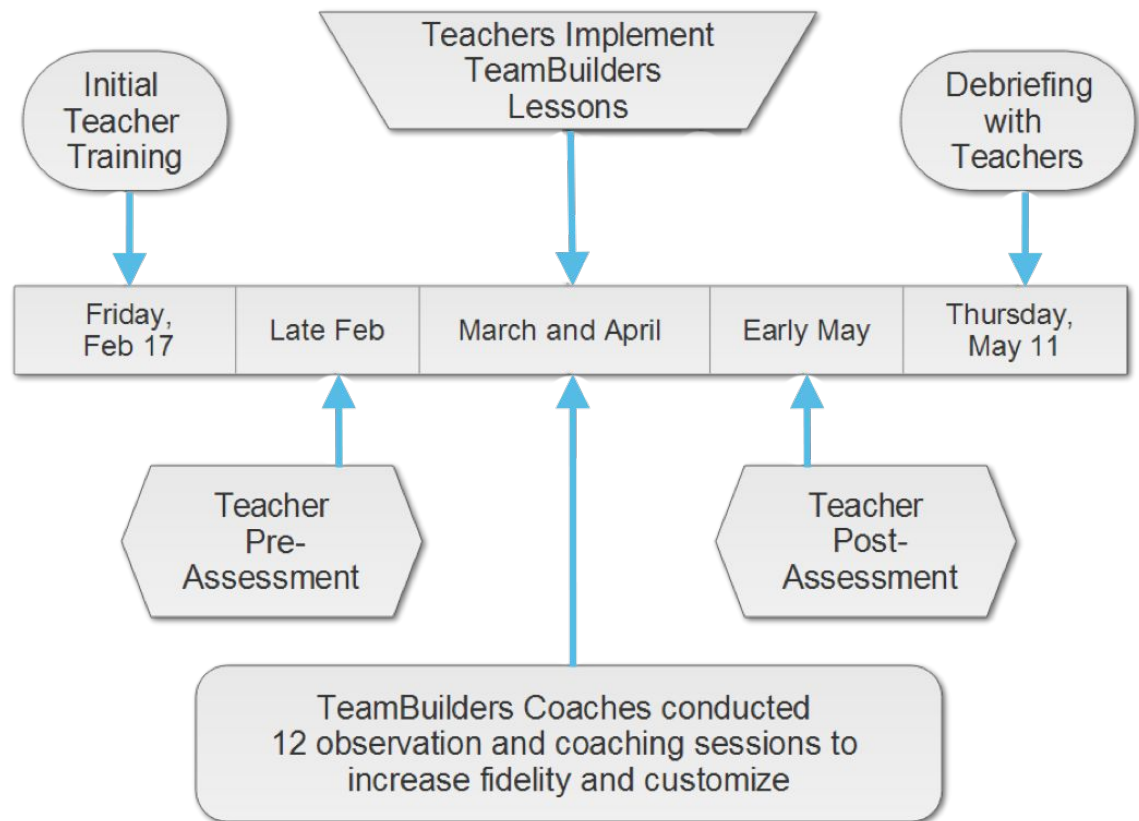 Teachers Implement
TeamBuilders
Lessons
Initial
Teacher
Training
Debriefing
with
Teachers
Friday,
Feb 17
Late Feb
March and April
Early May
Thursday,
May 11
Teacher
Pre-
Assessment
Teacher
Post-
Assessment
TeamBuilders Coaches conducted
12 observation and coaching sessions to
increase fidelity and customize